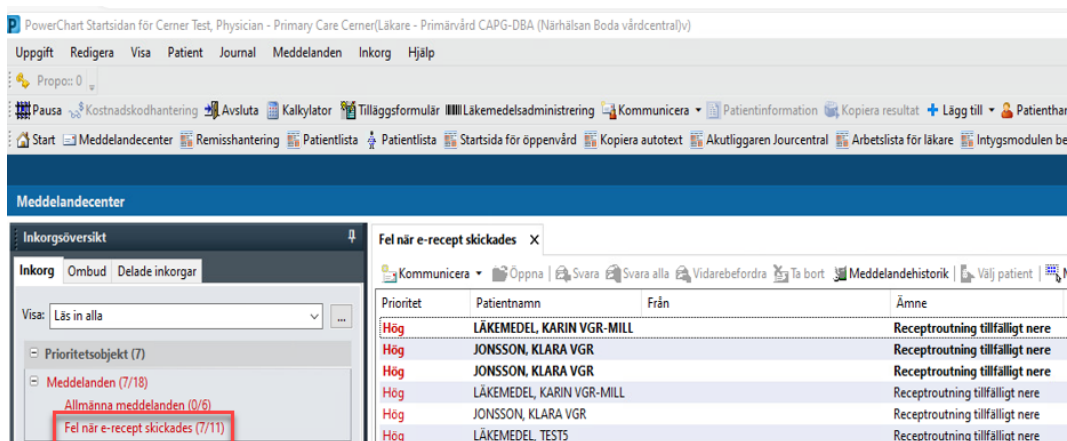 PowerChart Startsidan för Cerner Test, Physician - Primary Care Cerner(Läkare - Primärvård CAPG-DBA (Närhälsan Boda vårdcentral)v)
Uppgift Redigera Visa Patient Journal Meddelanden Inkorg Hjälp
Propo:: 0
Pausa Kostnadskodhantering Avsluta Kalkylator Tilläggsformulär Läkemedelsadministrering Kommunicera Patientinformation Kopiera resultat Lägg till Patienthar
Start Meddelandecenter Remisshantering Patientlista Patientlista Startsida för öppenvård Kopiera autotext Akutliggaren Jourcentral Arbetslista för läkare Intygsmodulen be
Meddelandecenter
Inkorgsöversikt
Inkorg Ombud Delade inkorgar
Visa: Läs in alla ...
Prioritetsobjekt (7)
Meddelanden (7/18)
Allmänna meddelanden (0/6)
Fel när e-recept skickades (7/11)
Fel när e-recept skickades X
Kommunicera Öppna Svara Svara alla Vidarebefordra Ta bort Meddelandehistorik Välj patient
Prioritet Patientnamn Från Ämne
Hög LÄKEMEDEL, KARIN VGR-MILL Receptroutning tillfälligt nere
Hög JONSSON, KLARA VGR Receptroutning tillfälligt nere
Hög JONSSON, KLARA VGR Receptroutning tillfälligt nere
Hög LÄKEMEDEL, KARIN VGR-MILL Receptroutning tillfälligt nere
Hög JONSSON, KLARA VGR Receptroutning tillfälligt nere
Hög LÄKEMEDEL, TEST5 Receptroutning tillfälligt nere